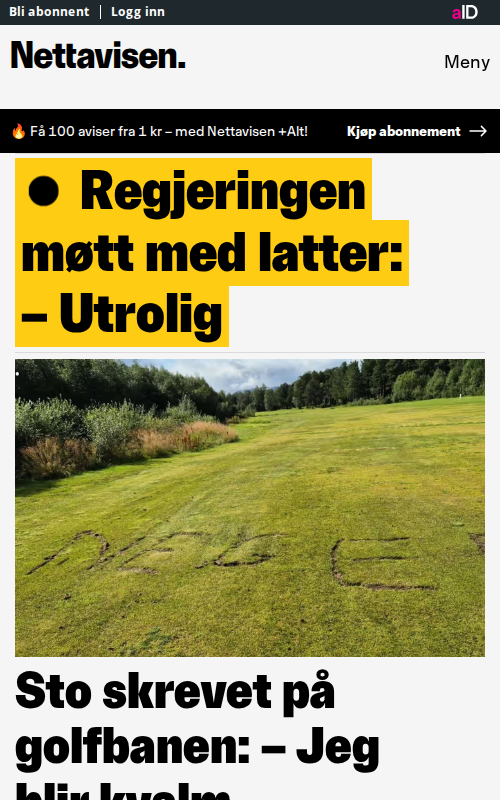 Bli abonnent | Logg inn
aID
Nettavisen.
Meny
🔥 Få 100 aviser fra 1 kr – med Nettavisen +Alt!
Kjøp abonnement →
● Regjeringen
møtt med latter:
– Utrolig
NEGE
Sto skrevet på
golfbanen: – Jeg
blir kvalm